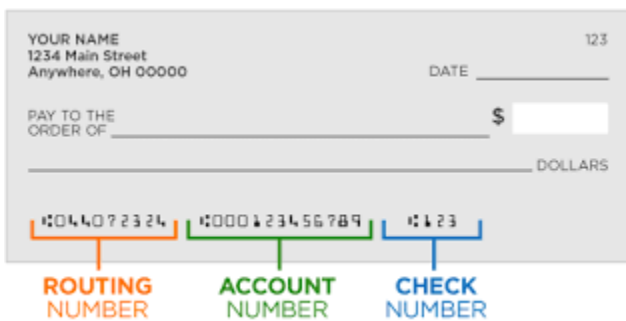 YOUR NAME 123
1234 Main Street
Anywhere, OH 00000
DATE
PAY TO THE
ORDER OF $
DOLLARS
⑆044072324 ⑆000123456789 ⑆123
ROUTING ACCOUNT CHECK
NUMBER NUMBER NUMBER